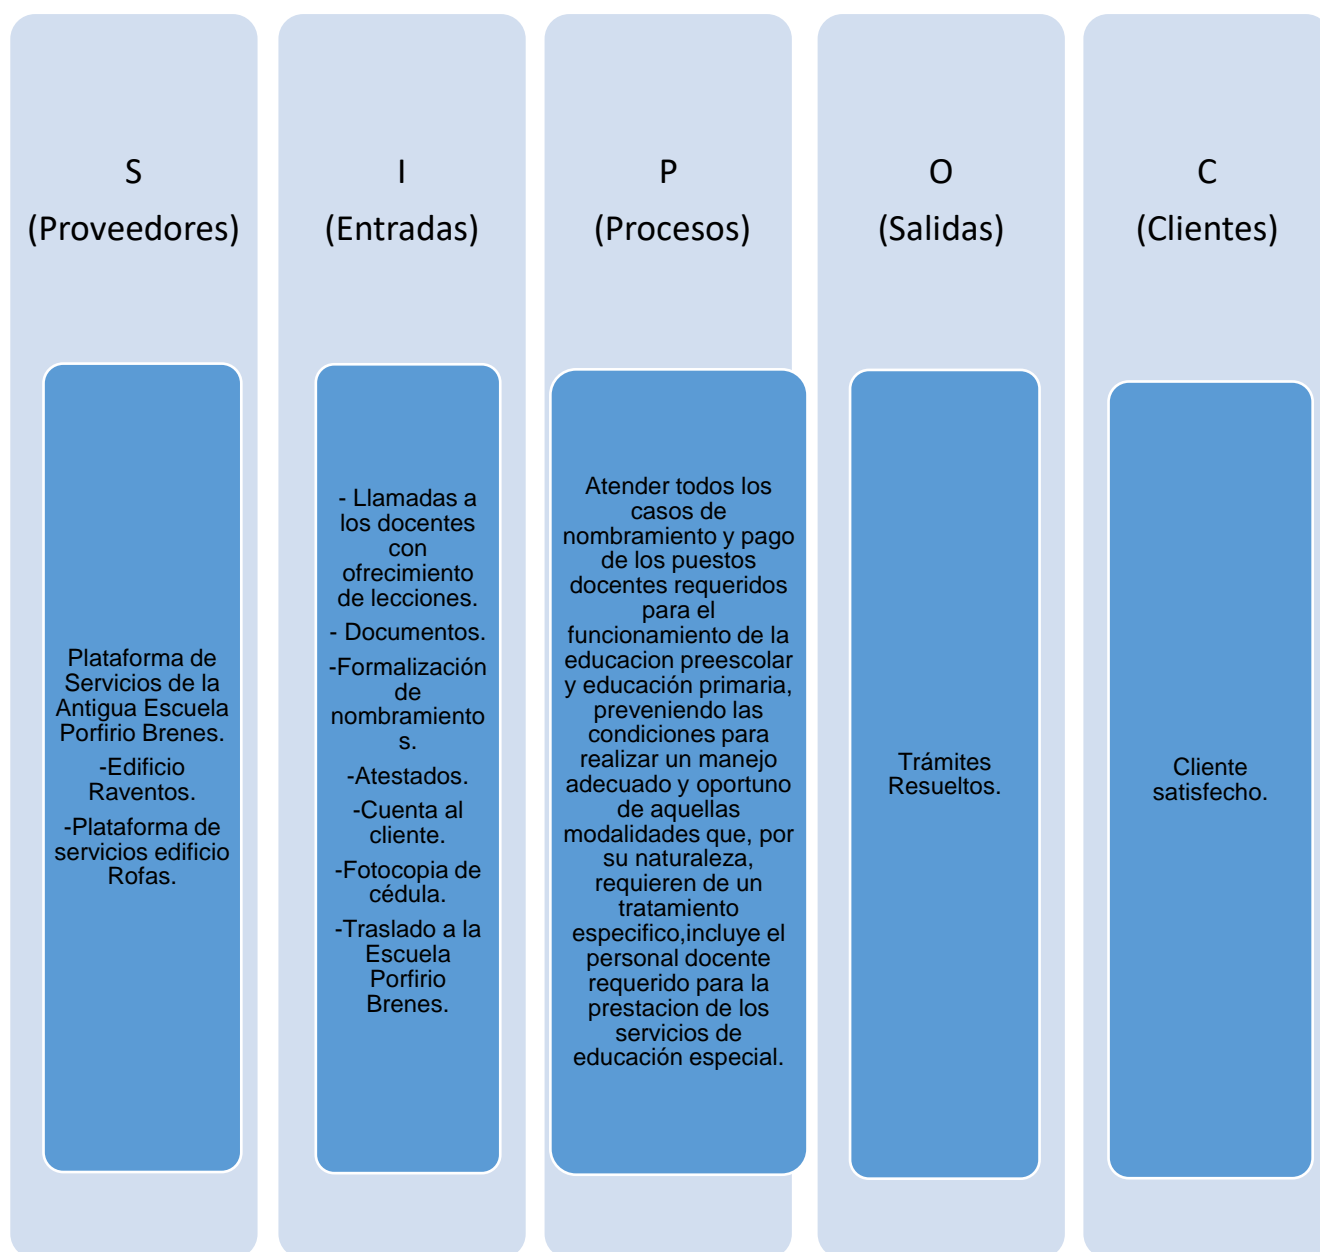 S
(Proveedores)
Plataforma de
Servicios de la
Antigua Escuela
Porfirio Brenes.
-Edificio
Raventos.
-Plataforma de
servicios edificio
Rofas.
I
(Entradas)
- Llamadas a
los docentes
con
ofrecimiento
de lecciones.
- Documentos.
-Formalización
de
nombramiento
s.
-Atestados.
-Cuenta al
cliente.
-Fotocopia de
cédula.
-Traslado a la
Escuela
Porfirio
Brenes.
P
(Procesos)
Atender todos los
casos de
nombramiento y pago
de los puestos
docentes requeridos
para el
funcionamiento de la
educacion preescolar
y educación primaria,
preveniendo las
condiciones para
realizar un manejo
adecuado y oportuno
de aquellas
modalidades que, por
su naturaleza,
requieren de un
tratamiento
especifico,incluye el
personal docente
requerido para la
prestacion de los
servicios de
educación especial.
O
(Salidas)
Trámites
Resueltos.
C
(Clientes)
Cliente
satisfecho.